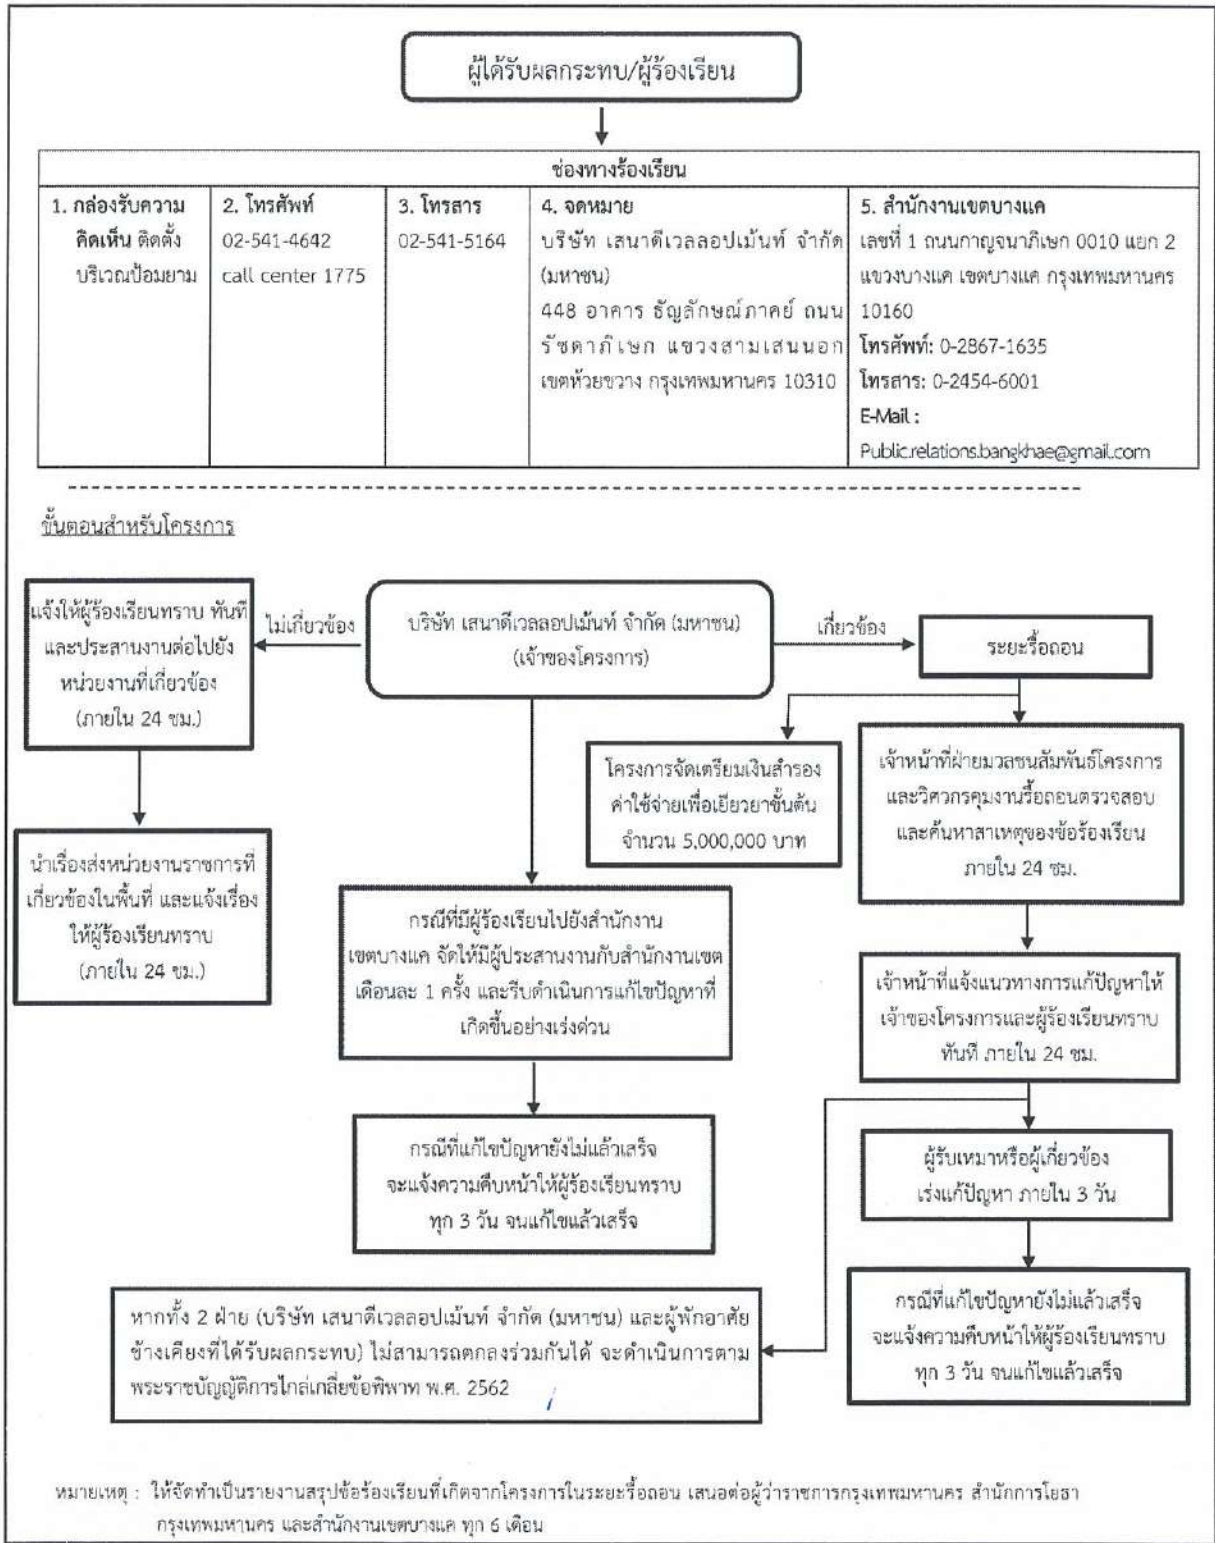 ผู้ได้รับผลกระทบ/ผู้ร้องเรียน
ช่องทางร้องเรียน
1. กล่องรับความ
คิดเห็น ติดตั้ง
บริเวณป้อมยาม
2. โทรศัพท์
02-541-4642
call center 1775
3. โทรสาร
02-541-5164
4. จดหมาย
บริษัท เสนาดีเวลลอปเม้นท์ จำกัด
(มหาชน)
448 อาคาร ธัญลักษณ์ภาคย์ ถนน
รัชดาภิเษก แขวงสามเสนนอก
เขตห้วยขวาง กรุงเทพมหานคร 10310
5. สำนักงานเขตบางแค
เลขที่ 1 ถนนกาญจนาภิเษก 0010 แยก 2
แขวงบางแค เขตบางแค กรุงเทพมหานคร
10160
โทรศัพท์: 0-2867-1635
โทรสาร: 0-2454-6001
E-Mail :
Public.relations.bangkhae@gmail.com
ขั้นตอนสำหรับโครงการ
แจ้งให้ผู้ร้องเรียนทราบ ทันที
และประสานงานต่อไปยัง
หน่วยงานที่เกี่ยวข้อง
(ภายใน 24 ชม.)
ไม่เกี่ยวข้อง
บริษัท เสนาดีเวลลอปเม้นท์ จำกัด (มหาชน)
(เจ้าของโครงการ)
เกี่ยวข้อง
ระยะรื้อถอน
โครงการจัดเตรียมเงินสำรอง
ค่าใช้จ่ายเพื่อเยียวยาขั้นต้น
จำนวน 5,000,000 บาท
เจ้าหน้าที่ฝ่ายมวลชนสัมพันธ์โครงการ
และวิศวกรคุมงานรื้อถอนตรวจสอบ
และค้นหาสาเหตุของข้อร้องเรียน
ภายใน 24 ชม.
นำเรื่องส่งหน่วยงานราชการที่
เกี่ยวข้องในพื้นที่ และแจ้งเรื่อง
ให้ผู้ร้องเรียนทราบ
(ภายใน 24 ชม.)
กรณีที่มีผู้ร้องเรียนไปยังสำนักงาน
เขตบางแค จัดให้มีผู้ประสานงานกับสำนักงานเขต
เดือนละ 1 ครั้ง และรีบดำเนินการแก้ไขปัญหาที่
เกิดขึ้นอย่างเร่งด่วน
เจ้าหน้าที่แจ้งแนวทางการแก้ปัญหาให้
เจ้าของโครงการและผู้ร้องเรียนทราบ
ทันที ภายใน 24 ชม.
กรณีที่แก้ไขปัญหายังไม่แล้วเสร็จ
จะแจ้งความคืบหน้าให้ผู้ร้องเรียนทราบ
ทุก 3 วัน จนแก้ไขแล้วเสร็จ
ผู้รับเหมาหรือผู้เกี่ยวข้อง
เร่งแก้ปัญหา ภายใน 3 วัน
กรณีที่แก้ไขปัญหายังไม่แล้วเสร็จ
จะแจ้งความคืบหน้าให้ผู้ร้องเรียนทราบ
ทุก 3 วัน จนแก้ไขแล้วเสร็จ
หากทั้ง 2 ฝ่าย (บริษัท เสนาดีเวลลอปเม้นท์ จำกัด (มหาชน) และผู้พักอาศัย
ข้างเคียงที่ได้รับผลกระทบ) ไม่สามารถตกลงร่วมกันได้ จะดำเนินการตาม
พระราชบัญญัติการไกล่เกลี่ยข้อพิพาท พ.ศ. 2562
หมายเหตุ : ให้จัดทำเป็นรายงานสรุปข้อร้องเรียนที่เกิดจากโครงการในระยะรื้อถอน เสนอต่อผู้ว่าราชการกรุงเทพมหานคร สำนักการโยธา
กรุงเทพมหานคร และสำนักงานเขตบางแค ทุก 6 เดือน